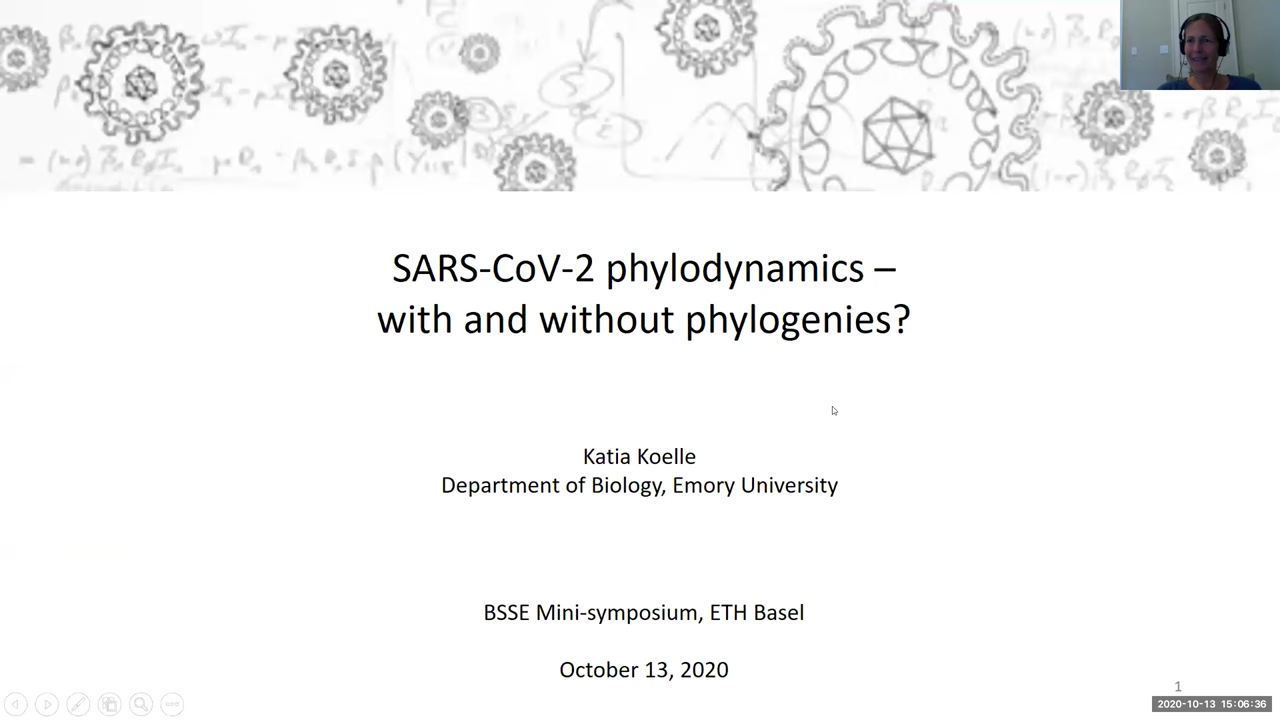 SARS-CoV-2 phylodynamics –
with and without phylogenies?
Katia Koelle
Department of Biology, Emory University
BSSE Mini-symposium, ETH Basel
October 13, 2020
1
2020-10-13 15:06:36